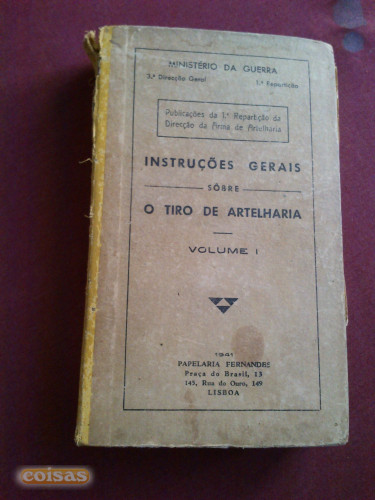 MINISTÉRIO DA GUERRA
3.ª Direcção Geral 1.ª Repartição
Publicações da 1.ª Repartição da
Direcção da Arma de Artelharia
INSTRUÇÕES GERAIS
SÔBRE
O TIRO DE ARTELHARIA
VOLUME I
1941
PAPELARIA FERNANDES
Praça do Brasil, 13
145, Rua do Ouro, 149
LISBOA
coisas